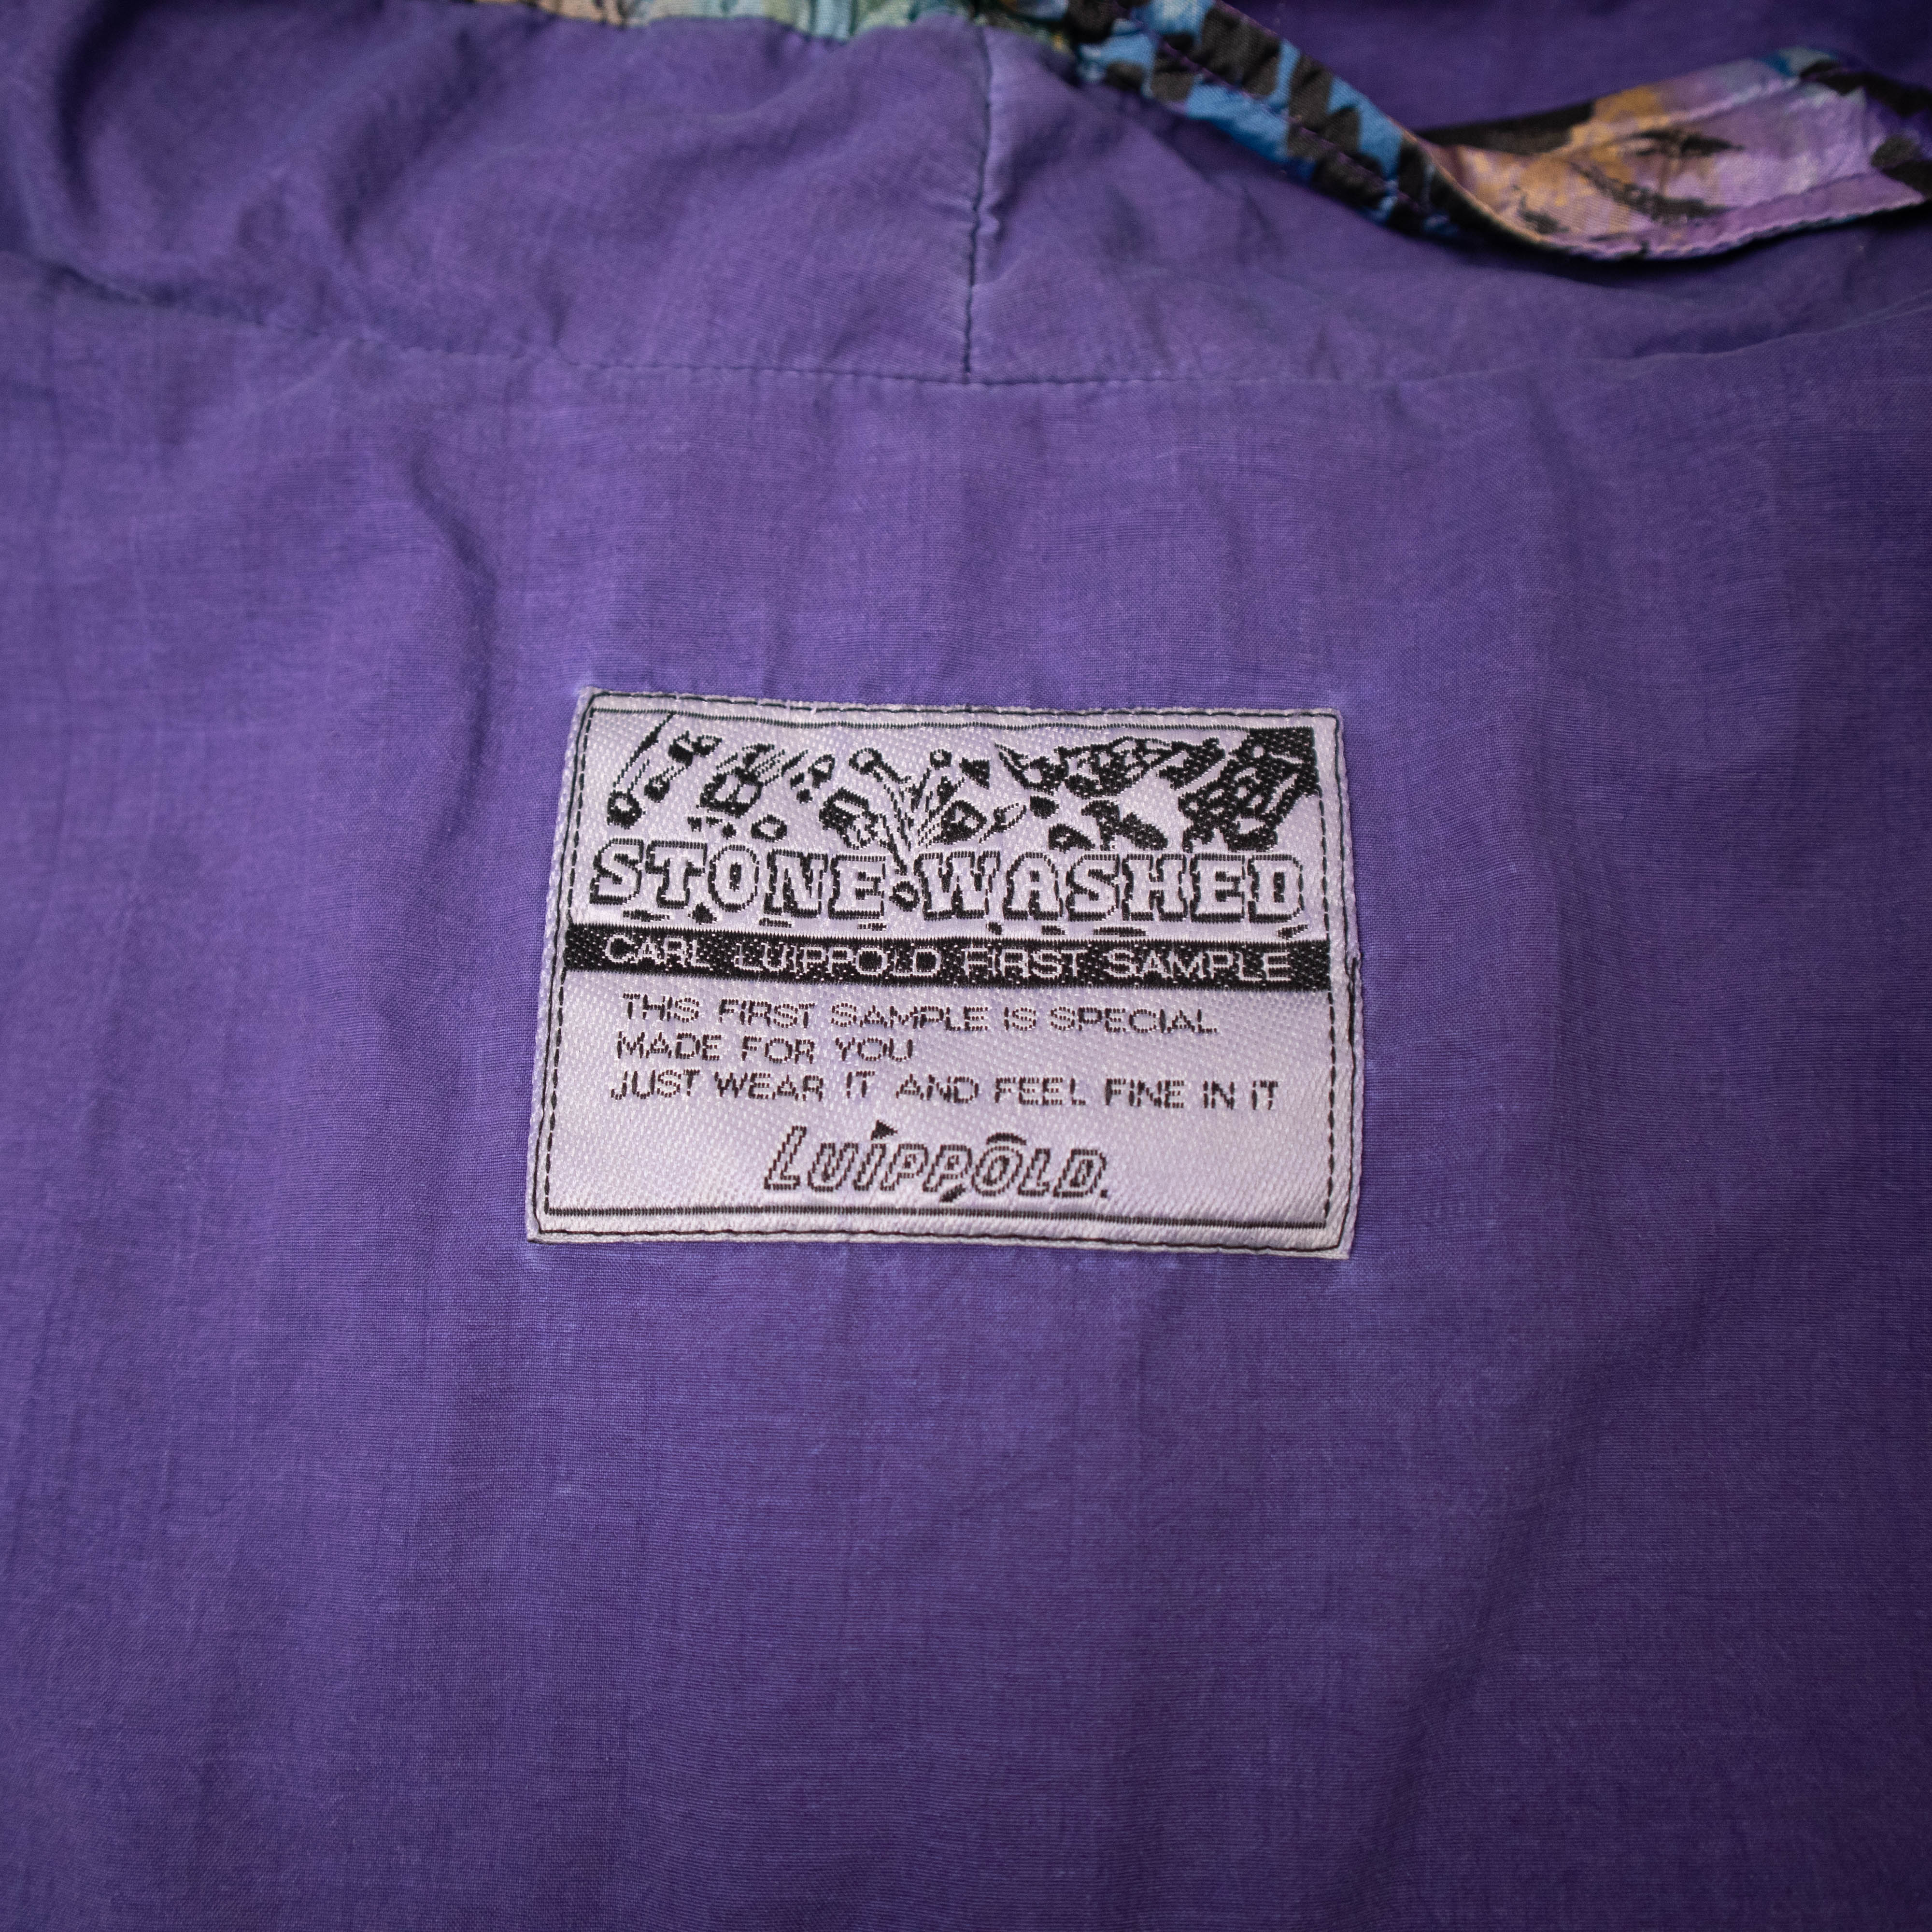 STONE•WASHED
CARL LUIPPOLD FIRST SAMPLE
THIS FIRST SAMPLE IS SPECIAL
MADE FOR YOU
JUST WEAR IT AND FEEL FINE IN IT
LUIPPOLD.